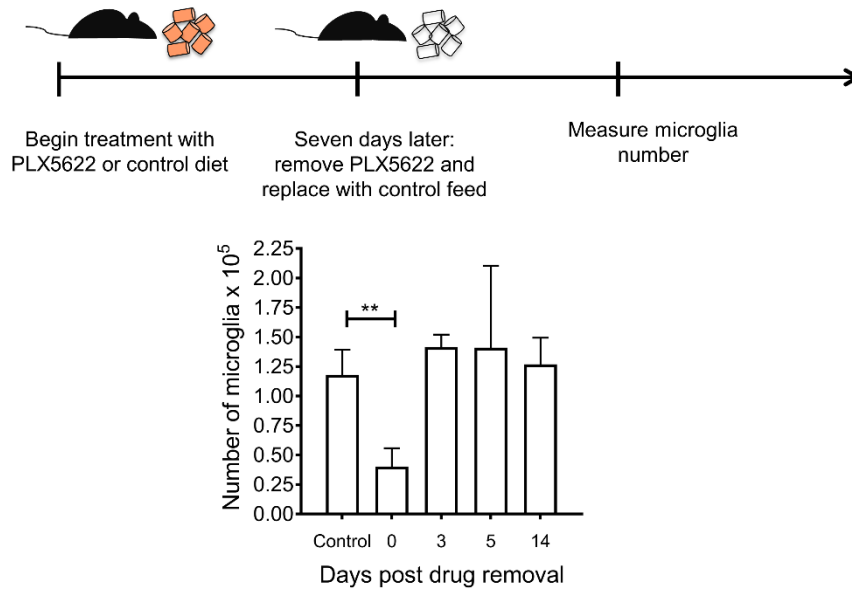 Begin treatment with
PLX5622 or control diet
Seven days later:
remove PLX5622 and
replace with control feed
Measure microglia
number
Number of microglia x 10⁵
2.25
2.00
1.75
1.50
1.25
1.00
0.75
0.50
0.25
0.00
**
Control 0 3 5 14
Days post drug removal